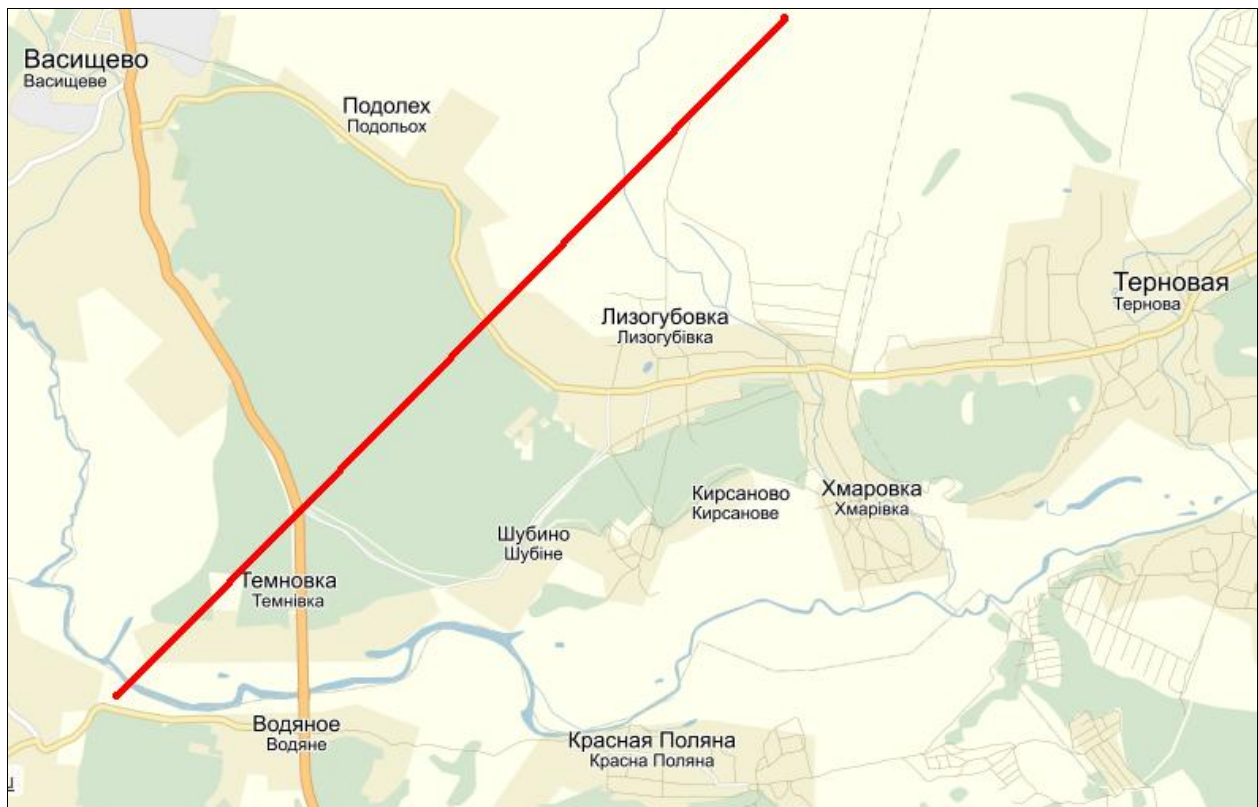 Васищево
Васищеве
Подолех
Подольох
Терновая
Тернова
Лизогубовка
Лизогубівка
Кирсаново
Кирсанове
Хмаровка
Хмарівка
Шубино
Шубіне
Темновка
Темнівка
Водяное
Водяне
Красная Поляна
Красна Поляна